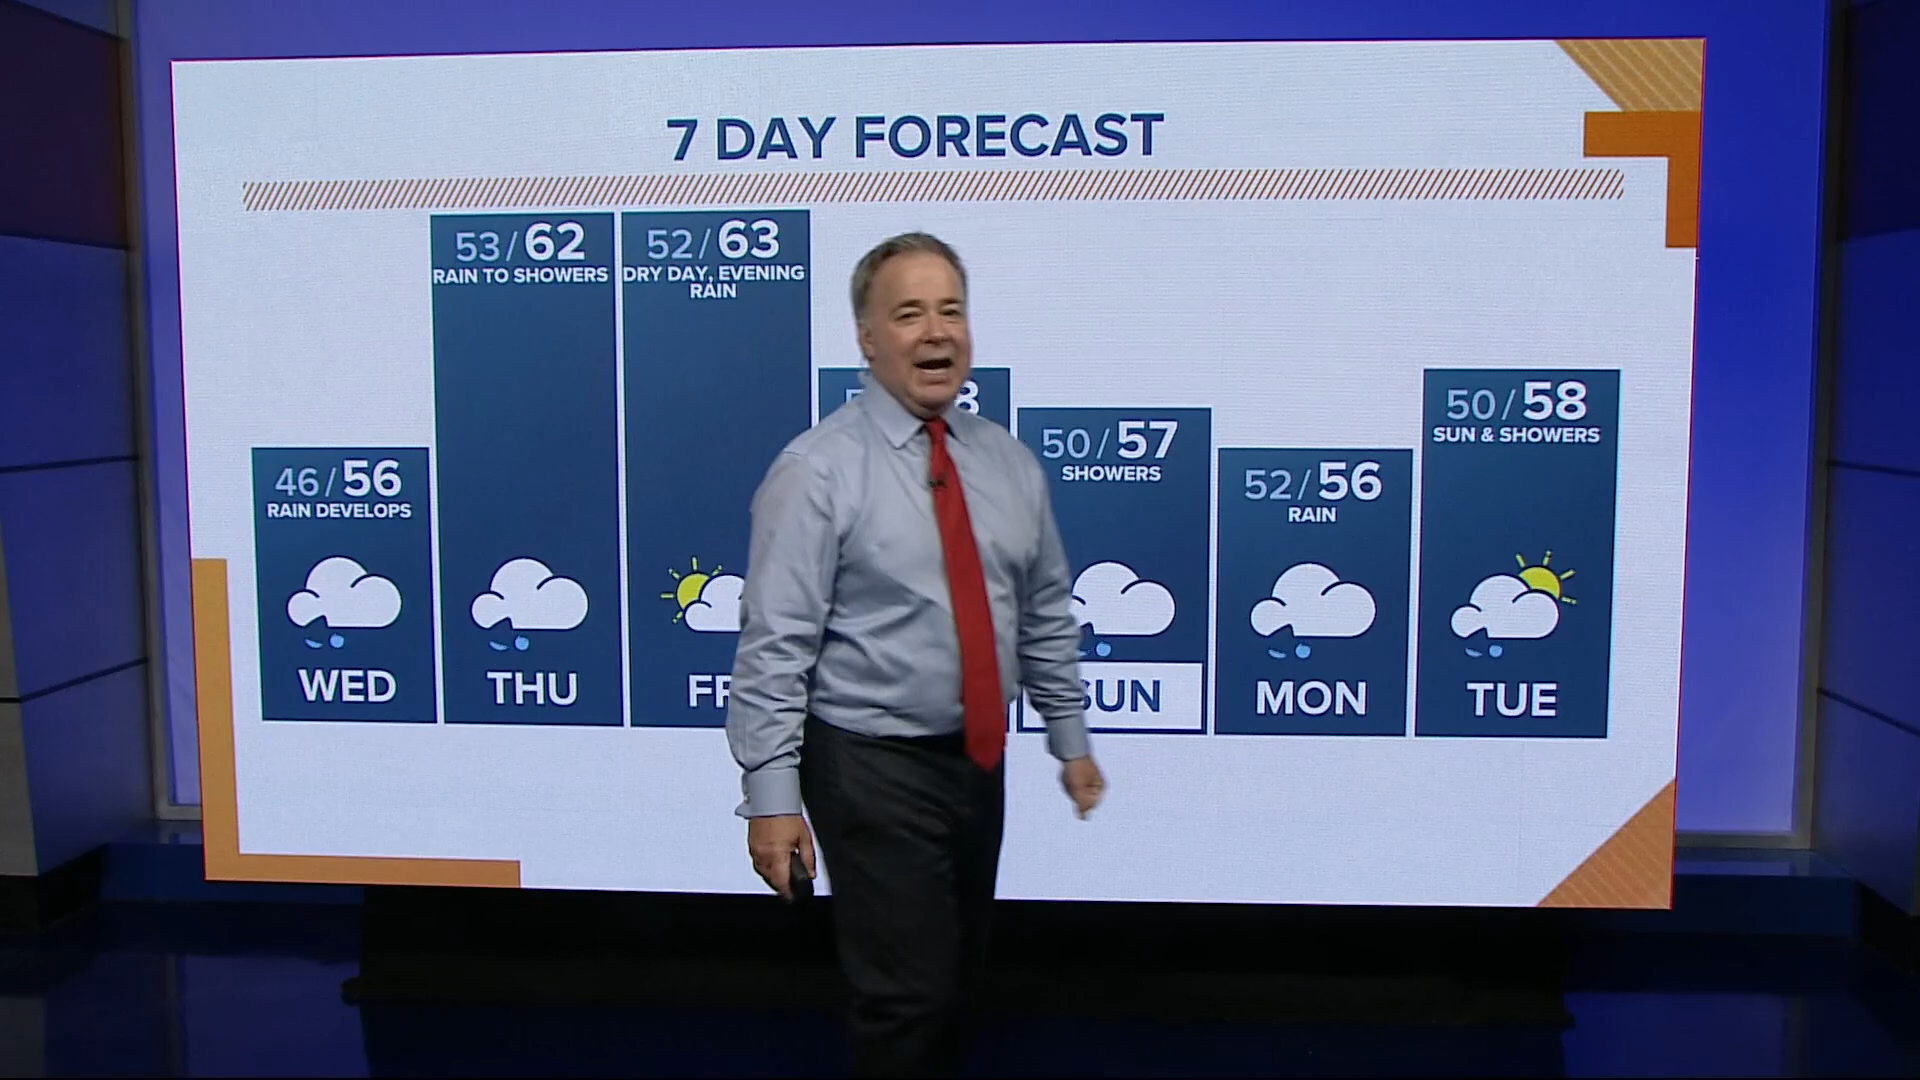 7 DAY FORECAST
46/56
RAIN DEVELOPS
WED
53/62
RAIN TO SHOWERS
THU
52/63
DRY DAY, EVENING
RAIN
50/57
SHOWERS
SUN
52/56
RAIN
MON
50/58
SUN & SHOWERS
TUE